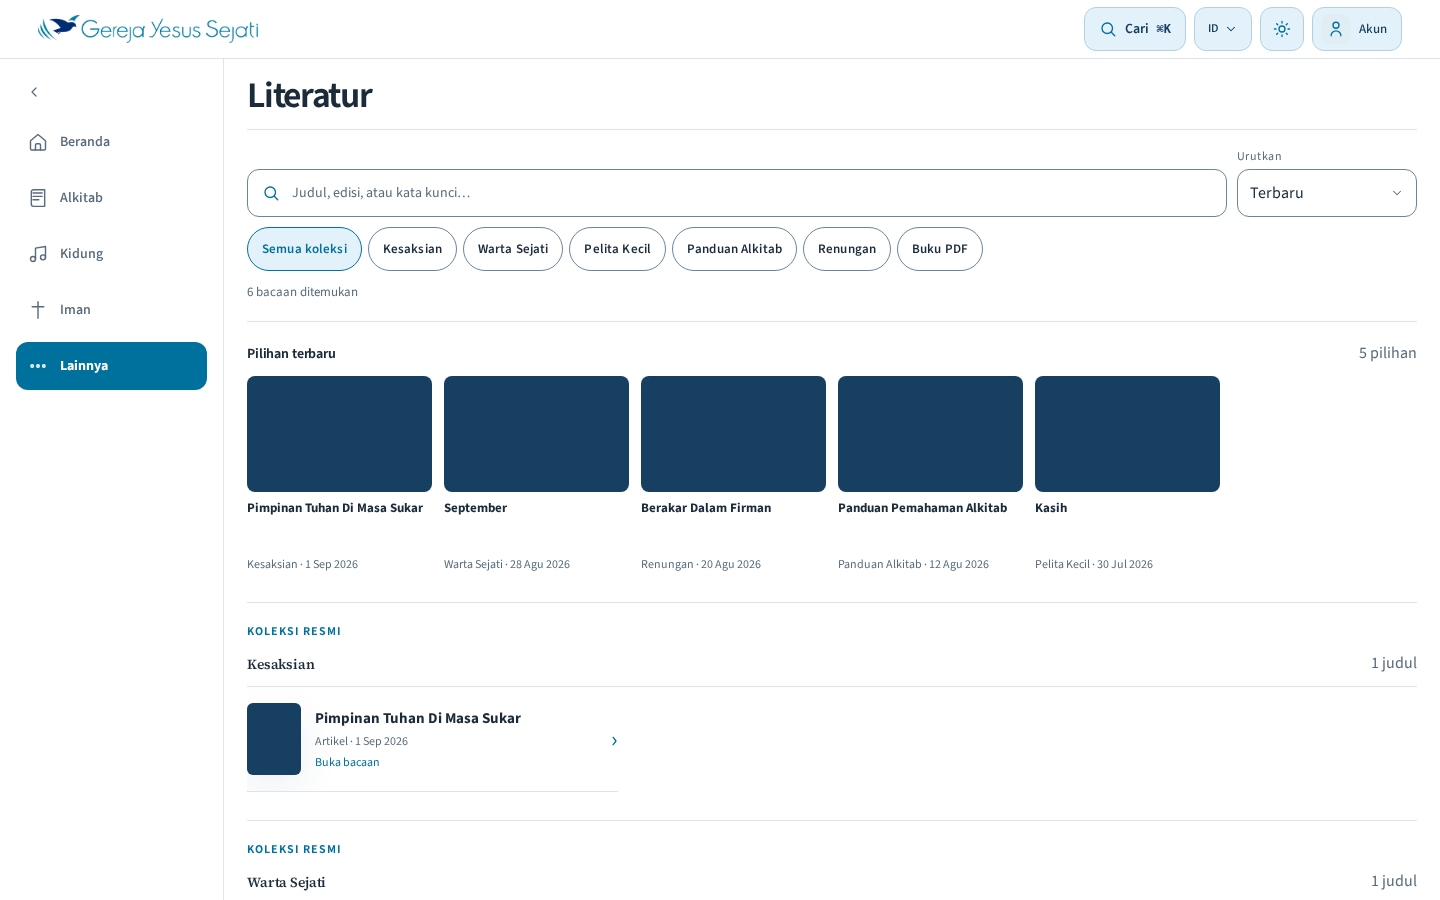 Gereja Yesus Sejati
Cari ⌘K
ID
Akun
Beranda
Alkitab
Kidung
Iman
Lainnya
Literatur
Urutkan
Judul, edisi, atau kata kunci…
Terbaru
Semua koleksi
Kesaksian
Warta Sejati
Pelita Kecil
Panduan Alkitab
Renungan
Buku PDF
6 bacaan ditemukan
Pilihan terbaru
5 pilihan
Pimpinan Tuhan Di Masa Sukar
Kesaksian · 1 Sep 2026
September
Warta Sejati · 28 Agu 2026
Berakar Dalam Firman
Renungan · 20 Agu 2026
Panduan Pemahaman Alkitab
Panduan Alkitab · 12 Agu 2026
Kasih
Pelita Kecil · 30 Jul 2026
KOLEKSI RESMI
Kesaksian
1 judul
Pimpinan Tuhan Di Masa Sukar
Artikel · 1 Sep 2026
Buka bacaan
KOLEKSI RESMI
Warta Sejati
1 judul